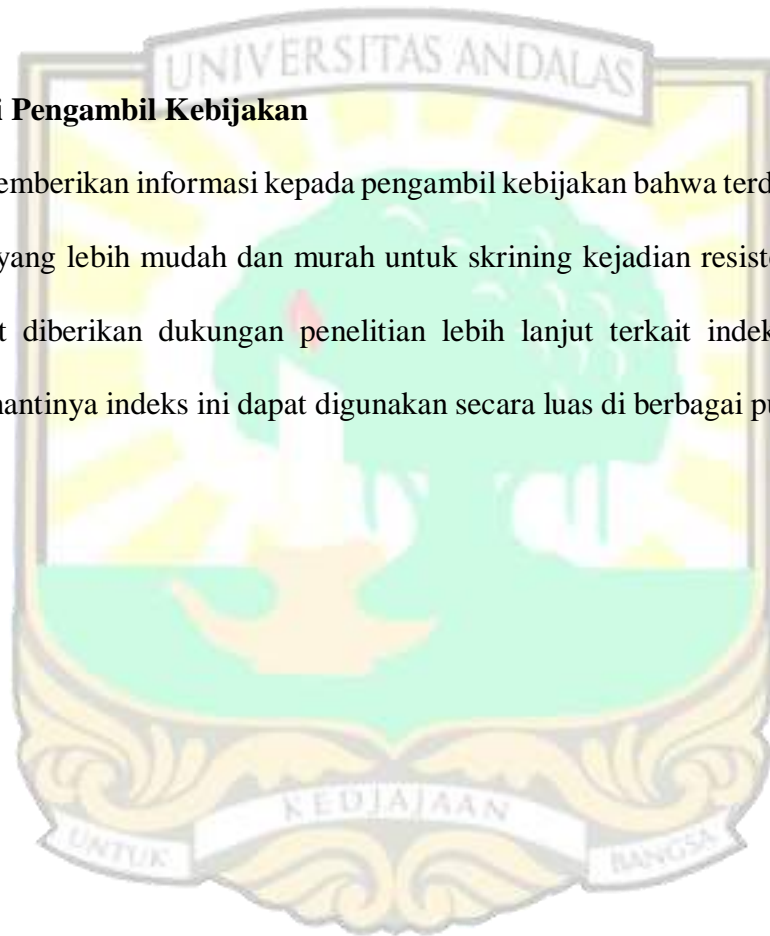 UNIVERSITAS ANDALAS
i Pengambil Kebijakan
emberikan informasi kepada pengambil kebijakan bahwa terd
yang lebih mudah dan murah untuk skrining kejadian resiste
t diberikan dukungan penelitian lebih lanjut terkait indek
nantinya indeks ini dapat digunakan secara luas di berbagai pu
KEDJAJAAN
UNTUK
BANGSA